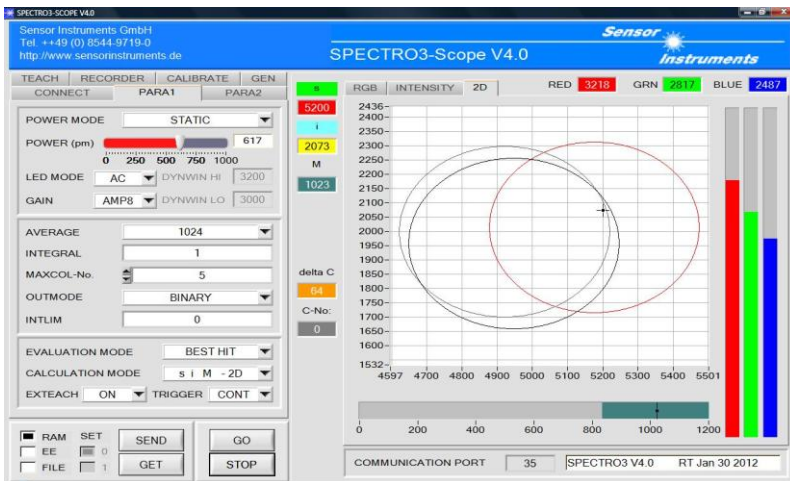 SPECTRO3-SCOPE V4.0
Sensor Instruments GmbH
Tel. ++49 (0) 8544-9719-0
http://www.sensorinstruments.de
SPECTRO3-Scope V4.0
Sensor
Instruments
TEACH RECORDER CALIBRATE GEN
CONNECT PARA1 PARA2
POWER MODE STATIC
POWER (pm) 617
0 250 500 750 1000
LED MODE AC DYNWIN HI 3200
GAIN AMP8 DYNWIN LO 3000
AVERAGE 1024
INTEGRAL 1
MAXCOL-No. 5
OUTMODE BINARY
INTLIM 0
EVALUATION MODE BEST HIT
CALCULATION MODE s i M - 2D
EXTEACH ON TRIGGER CONT
RAM SET SEND GO
EE 0
FILE 1 GET STOP
s
5200
i
2073
M
1023
delta C
64
C-No:
0
RGB INTENSITY 2D RED 3218 GRN 2817 BLUE 2487
2436
2400
2350
2300
2250
2200
2150
2100
2050
2000
1950
1900
1850
1800
1750
1700
1650
1600
1532
4597 4700 4800 4900 5000 5100 5200 5300 5400 5501
0 200 400 600 800 1000 1200
COMMUNICATION PORT 35 SPECTRO3 V4.0 RT Jan 30 2012